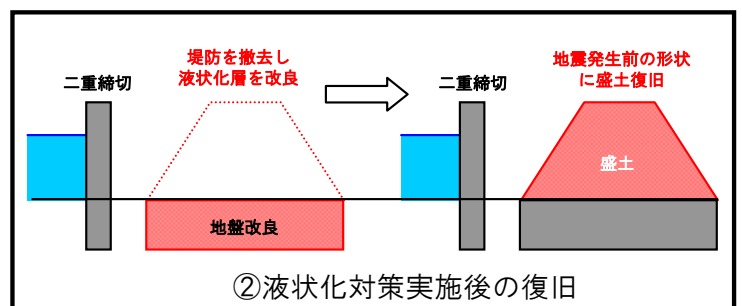 堤防を撤去し
液状化層を改良
二重締切
地盤改良
地震発生前の形状
に盛土復旧
二重締切
盛土
②液状化対策実施後の復旧